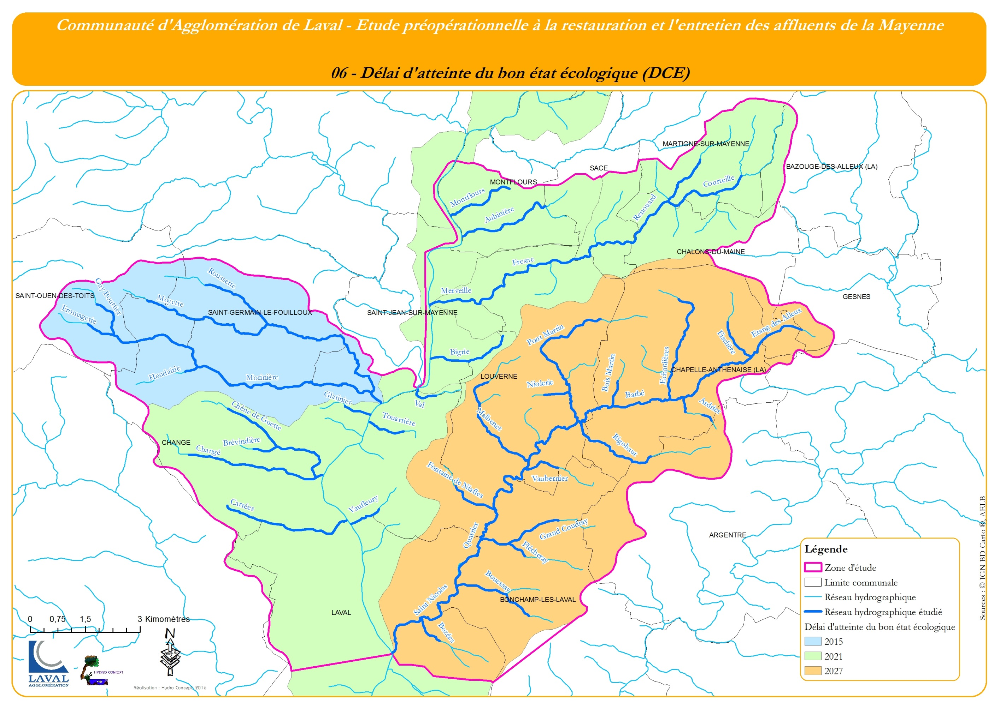 Communauté d'Agglomération de Laval - Etude préopérationnelle à la restauration et l'entretien des affluents de la Mayenne
06 - Délai d'atteinte du bon état écologique (DCE)
MARTIGNE-SUR-MAYENNE
SACE
BAZOUGE-DES-ALLEUX (LA)
MONTFLOURS
Courteille
Montflours
Renouard
Aubinière
CHALONS-DU-MAINE
Fresne
Roussette
Guy Boutier
Merveille
SAINT-OUEN-DES-TOITS
GESNES
Moyette
Fromagerie
SAINT-GERMAIN-LE-FOUILLOUX
SAINT-JEAN-SUR-MAYENNE
Etang des Alleux
Pont Martin
Fiselière
Bigrie
Echanlières
Bois Martin
CHAPELLE-ANTHENAISE (LA)
Houdairie
Morinière
LOUVERNE
Niolerie
Barbé
Glatinier
Val
Ardrier
Chêne de Guette
Touarrière
Malbenet
CHANGE
Brévindière
Changé
Rigohaut
Fontaine de Niafles
Vaubernier
Carrées
Vaufleury
Quartier
Grand Coudray
ARGENTRE
Flécheray
Bouessay
Saint Nicolas
BONCHAMP-LES-LAVAL
LAVAL
Bozées
Légende
Zone d'étude
Limite communale
Réseau hydrographique
Réseau hydrographique étudié
Délai d'atteinte du bon état écologique
2015
2021
2027
0 0,75 1,5 3 Kimomètres
N
LAVAL
AGGLOMÉRATION
HYDRO CONCEPT
Réalisation : Hydro Concept, 2016
Sources : © IGN BD Carto ®, AELB